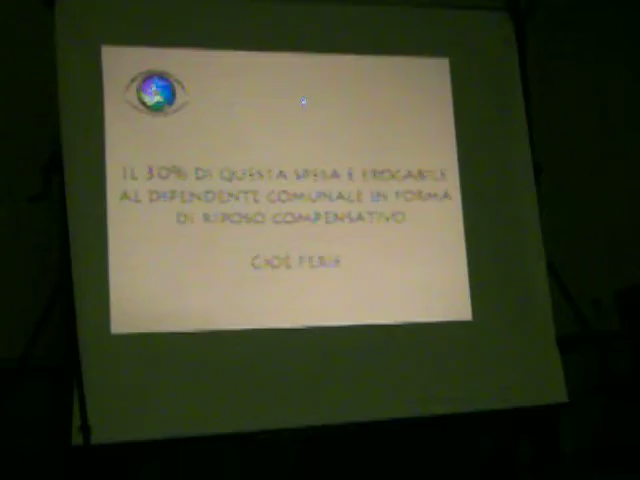 IL 30% DI QUESTA SPESA È EROGABILE
AL DIPENDENTE COMUNALE IN FORMA
DI RIPOSO COMPENSATIVO
CIOÈ FERIE